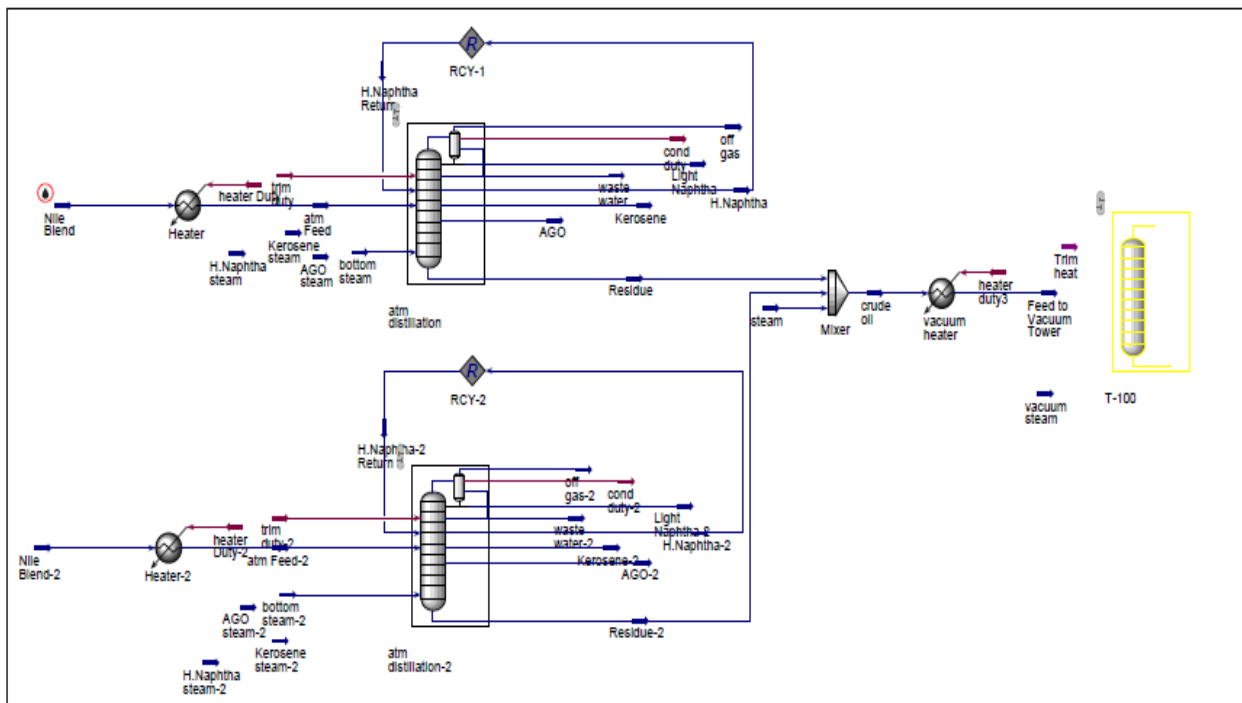 R
RCY-1
H.Naphtha
Return
off
gas
cond
duty
Light
Naphtha
H.Naphtha
waste
water
Kerosene
AGO
trim
duty
heater Duty
Nile
Blend
Heater
atm
Feed
Kerosene
steam
H.Naphtha
steam
AGO
steam
bottom
steam
Residue
atm
distillation
steam
Mixer
crude
oil
vacuum
heater
heater
duty3
Feed to
Vacuum
Tower
Trim
heat
vacuum
steam
T-100
R
RCY-2
H.Naphtha-2
Return
off
gas-2
cond
duty-2
Light
Naphtha-2
H.Naphtha-2
waste
water-2
Kerosene-2
AGO-2
trim
duty-2
heater
Duty-2
atm Feed-2
Nile
Blend-2
Heater-2
AGO
steam-2
bottom
steam-2
Kerosene
steam-2
H.Naphtha
steam-2
Residue-2
atm
distillation-2